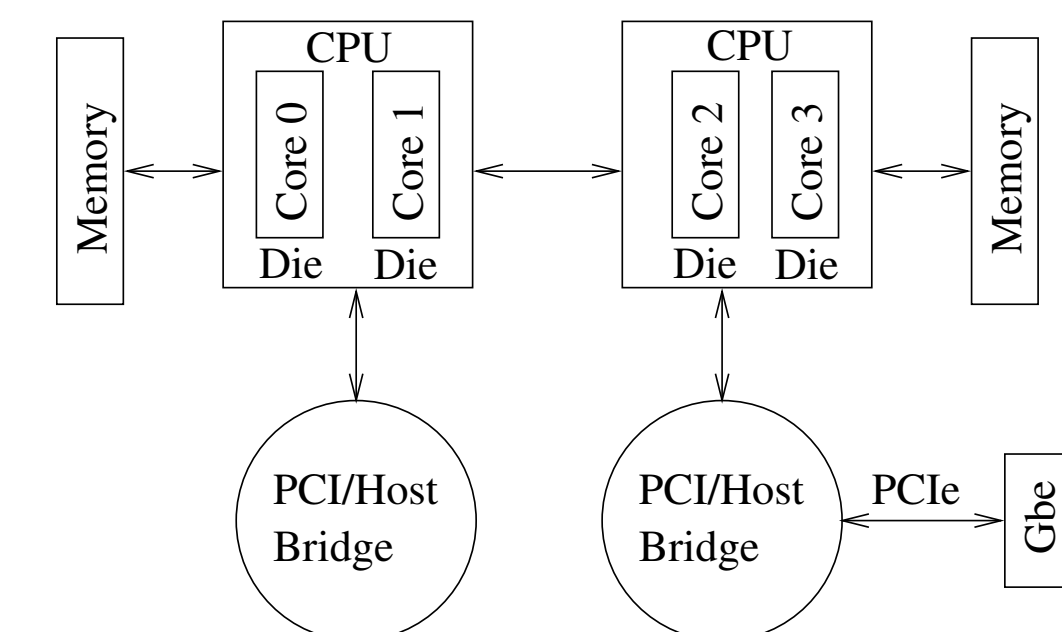 CPU
CPU
Memory
Core 0
Core 1
Core 2
Core 3
Memory
Die
Die
Die
Die
PCI/Host
Bridge
PCI/Host
Bridge
PCIe
Gbe